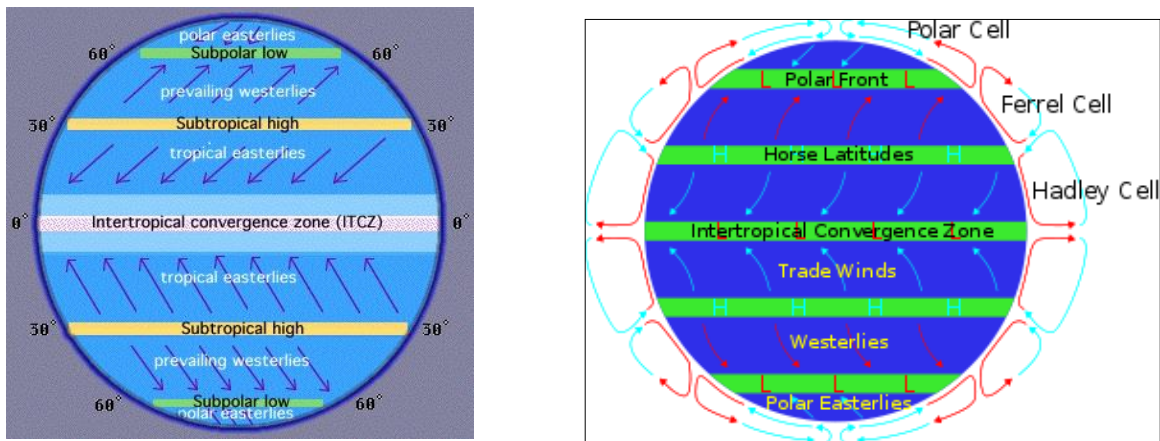 polar easterlies
60° Subpolar low 60°
prevailing westerlies
30° Subtropical high 30°
tropical easterlies
0° Intertropical convergence zone (ITCZ) 0°
tropical easterlies
30° Subtropical high 30°
prevailing westerlies
60° Subpolar low 60°
polar easterlies
Polar Cell
L Polar Front L L
Ferrel Cell
H Horse Latitudes H
Hadley Cell
L Intertropical Convergence Zone L L L
Trade Winds
H H H H
Westerlies
L L L
Polar Easterlies